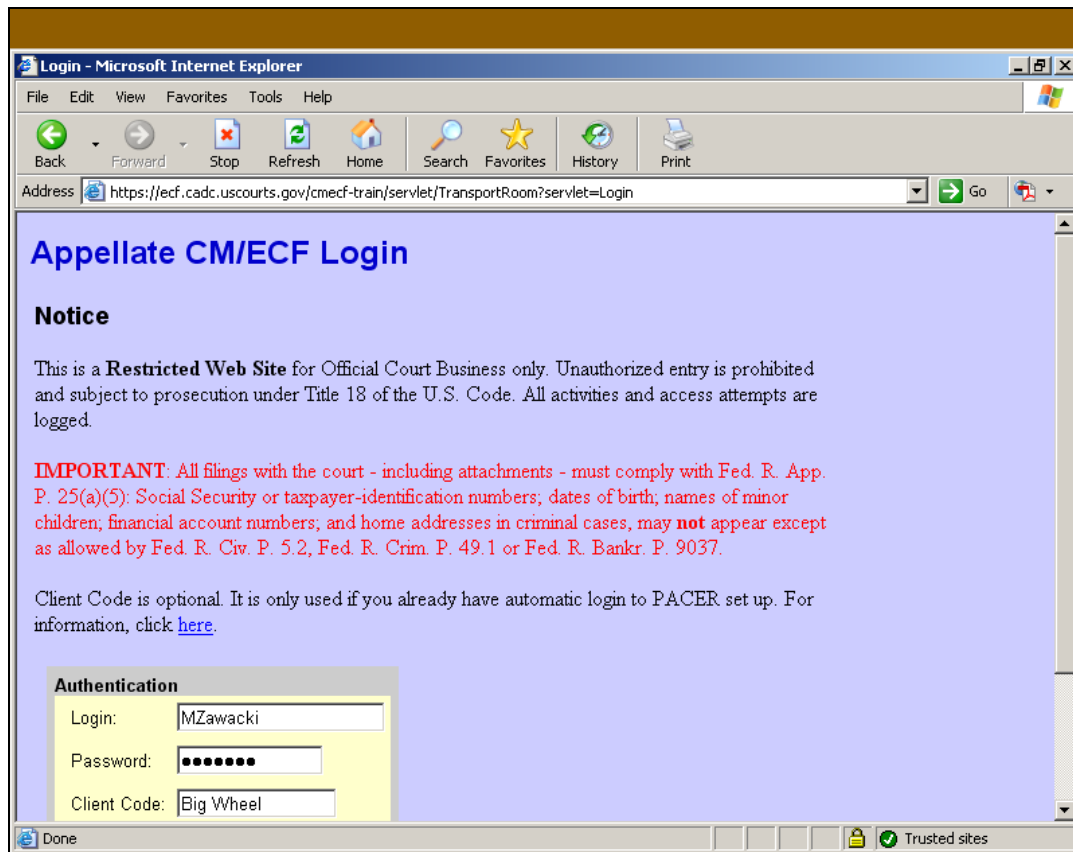 Login - Microsoft Internet Explorer
File Edit View Favorites Tools Help
Back Forward Stop Refresh Home Search Favorites History Print
Address https://ecf.cadc.uscourts.gov/cmecf-train/servlet/TransportRoom?servlet=Login Go
Appellate CM/ECF Login
Notice
This is a Restricted Web Site for Official Court Business only. Unauthorized entry is prohibited
and subject to prosecution under Title 18 of the U.S. Code. All activities and access attempts are
logged.
IMPORTANT: All filings with the court - including attachments - must comply with Fed. R. App.
P. 25(a)(5): Social Security or taxpayer-identification numbers; dates of birth; names of minor
children; financial account numbers; and home addresses in criminal cases, may not appear except
as allowed by Fed. R. Civ. P. 5.2, Fed. R. Crim. P. 49.1 or Fed. R. Bankr. P. 9037.
Client Code is optional. It is only used if you already have automatic login to PACER set up. For
information, click here.
Authentication
Login: MZawacki
Password: •••••••
Client Code: Big Wheel
Done Trusted sites